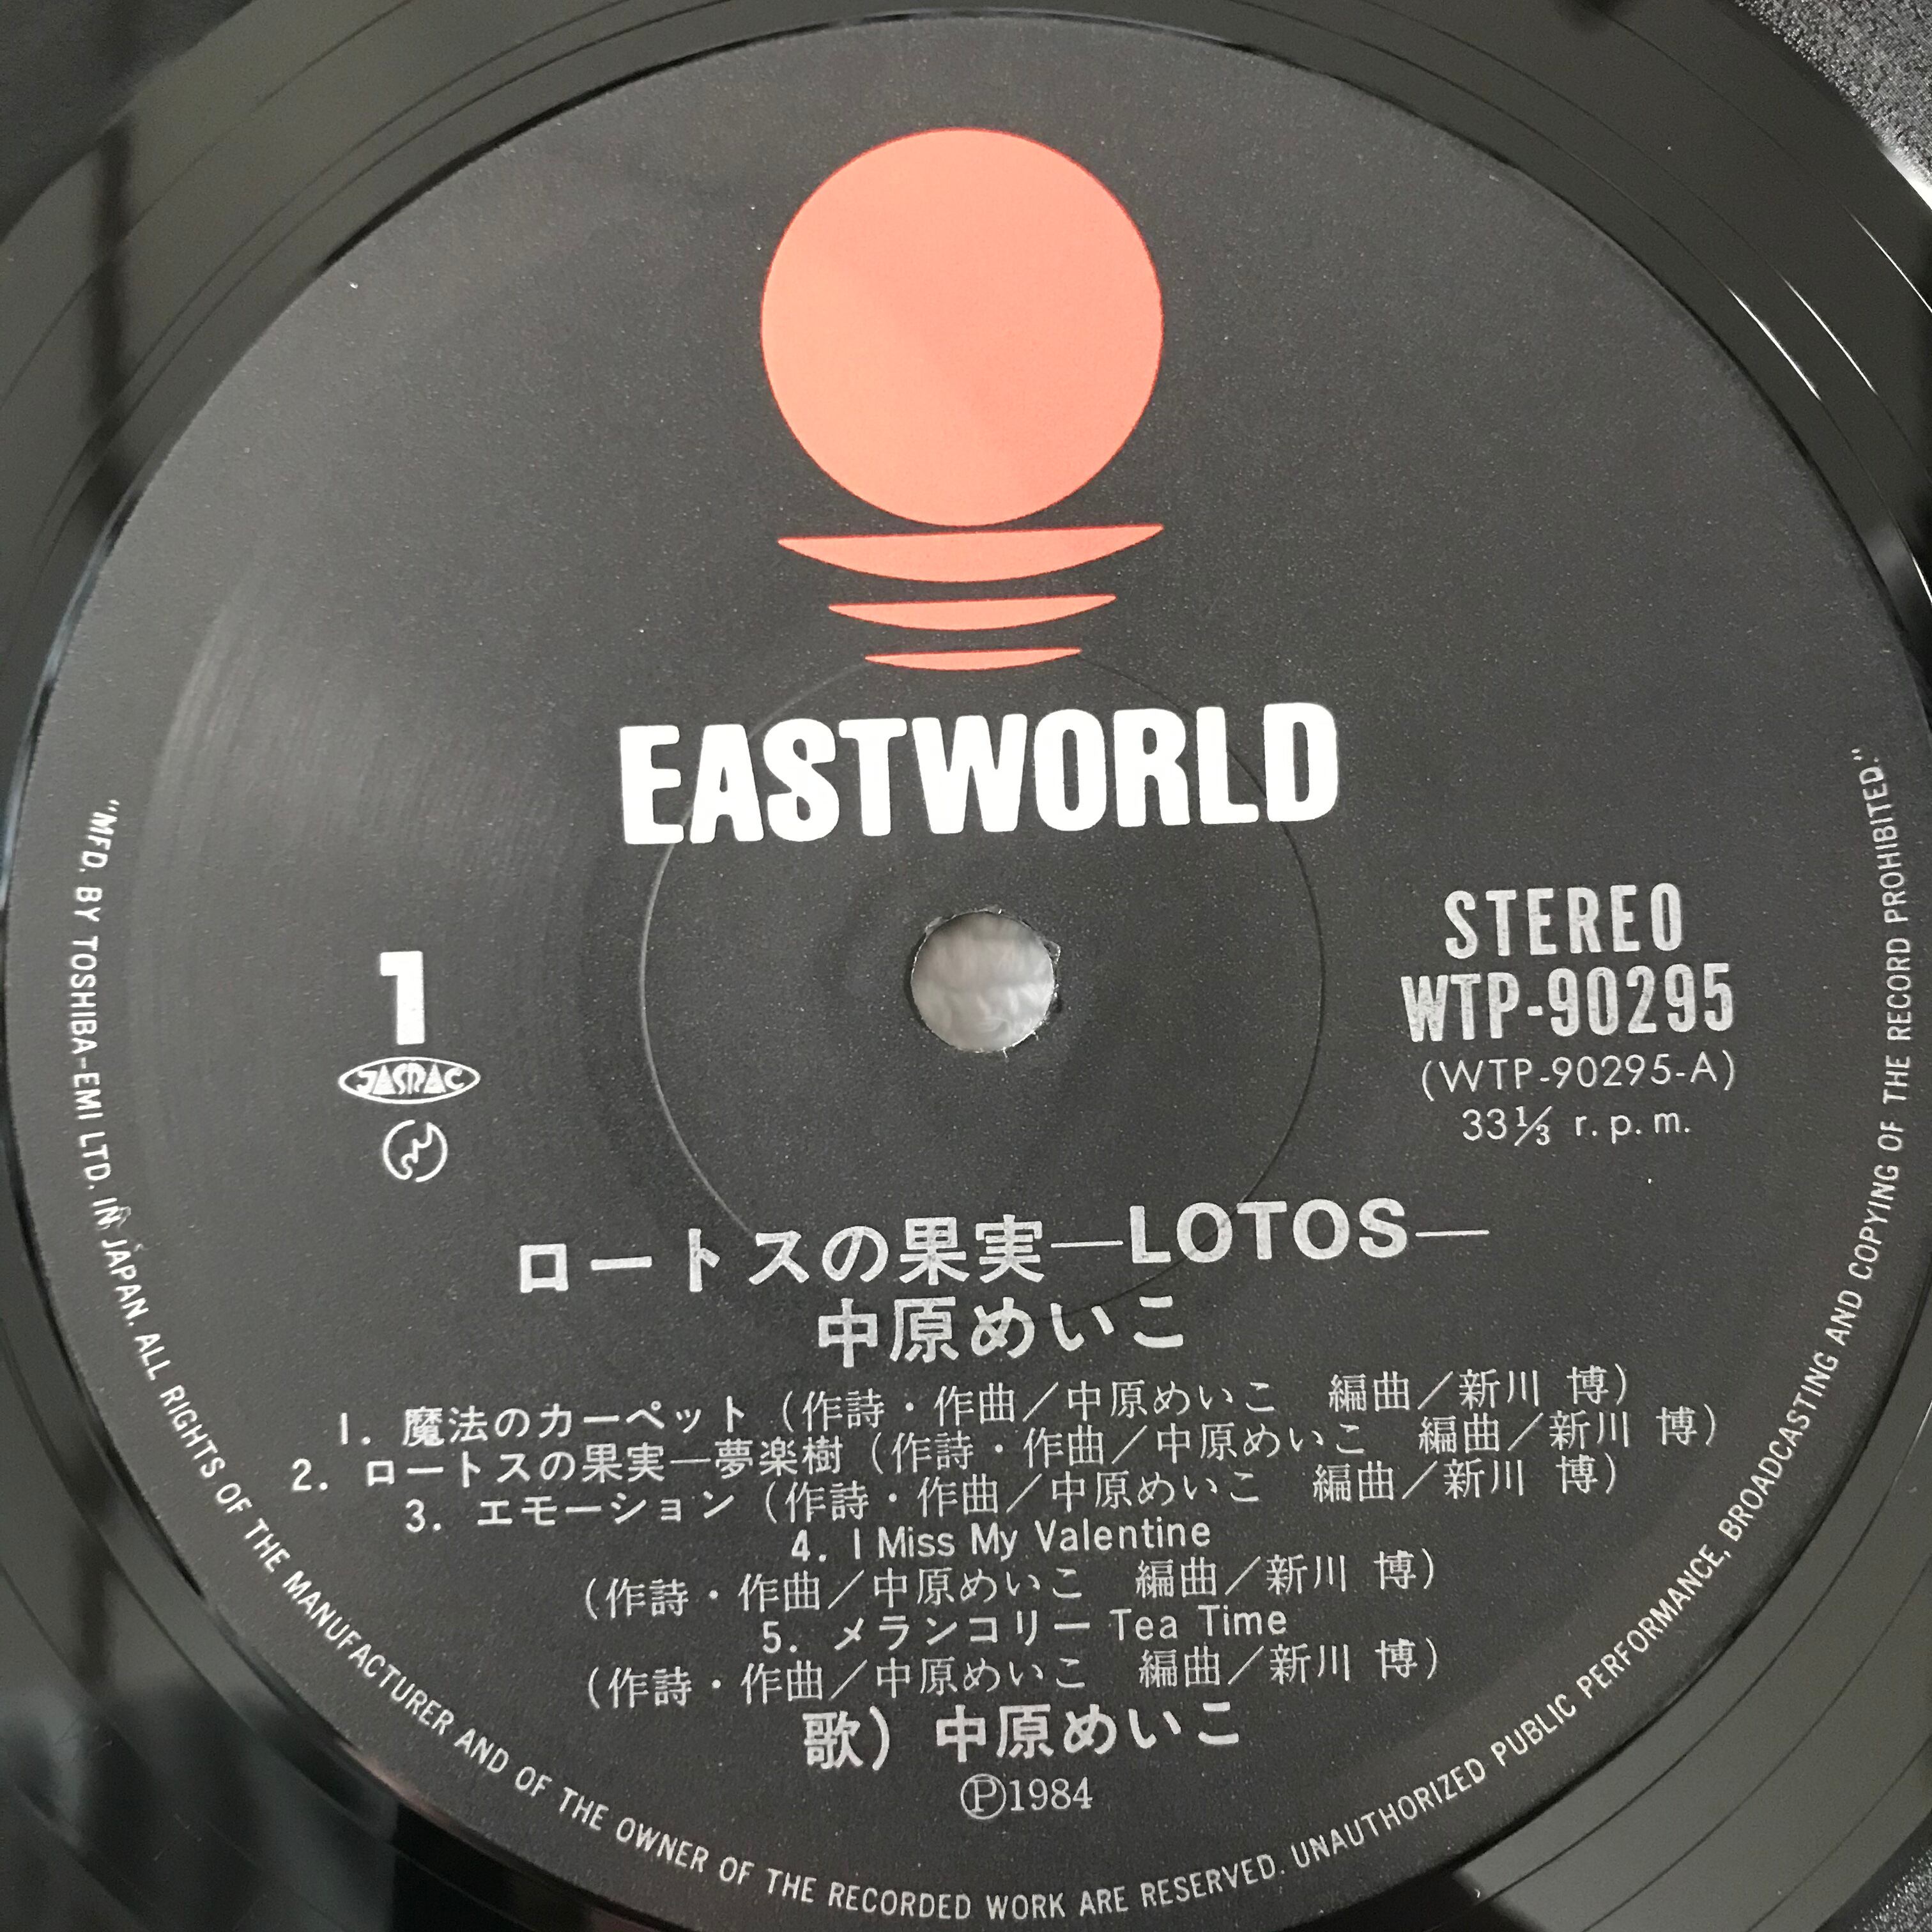 EASTWORLD
1
JASRAC
STEREO
WTP-90295
(WTP-90295-A)
33⅓ r.p.m.
ロートスの果実—LOTOS—
中原めいこ
1. 魔法のカーペット（作詩・作曲／中原めいこ　編曲／新川 博）
2. ロートスの果実—夢楽樹（作詩・作曲／中原めいこ　編曲／新川 博）
3. エモーション（作詩・作曲／中原めいこ　編曲／新川 博）
4. I Miss My Valentine
（作詩・作曲／中原めいこ　編曲／新川 博）
5. メランコリー Tea Time
（作詩・作曲／中原めいこ　編曲／新川 博）
歌）中原めいこ
Ⓟ1984
"MFD. BY TOSHIBA-EMI LTD. IN JAPAN. ALL RIGHTS OF THE MANUFACTURER AND OF THE OWNER OF THE RECORDED WORK ARE RESERVED. UNAUTHORIZED PUBLIC PERFORMANCE, BROADCASTING AND COPYING OF THE RECORD PROHIBITED."